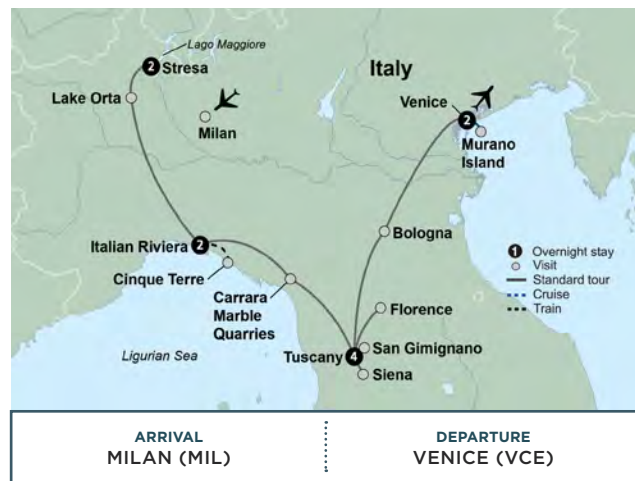 Lago Maggiore
2
Stresa
Italy
Lake Orta
Milan
Venice
2
Murano
Island
Bologna
Italian Riviera
2
Cinque Terre
Carrara
Marble
Quarries
Florence
San Gimignano
Tuscany
4
Siena
Ligurian Sea
1 Overnight stay
Visit
Standard tour
Cruise
Train
ARRIVAL
MILAN (MIL)
DEPARTURE
VENICE (VCE)